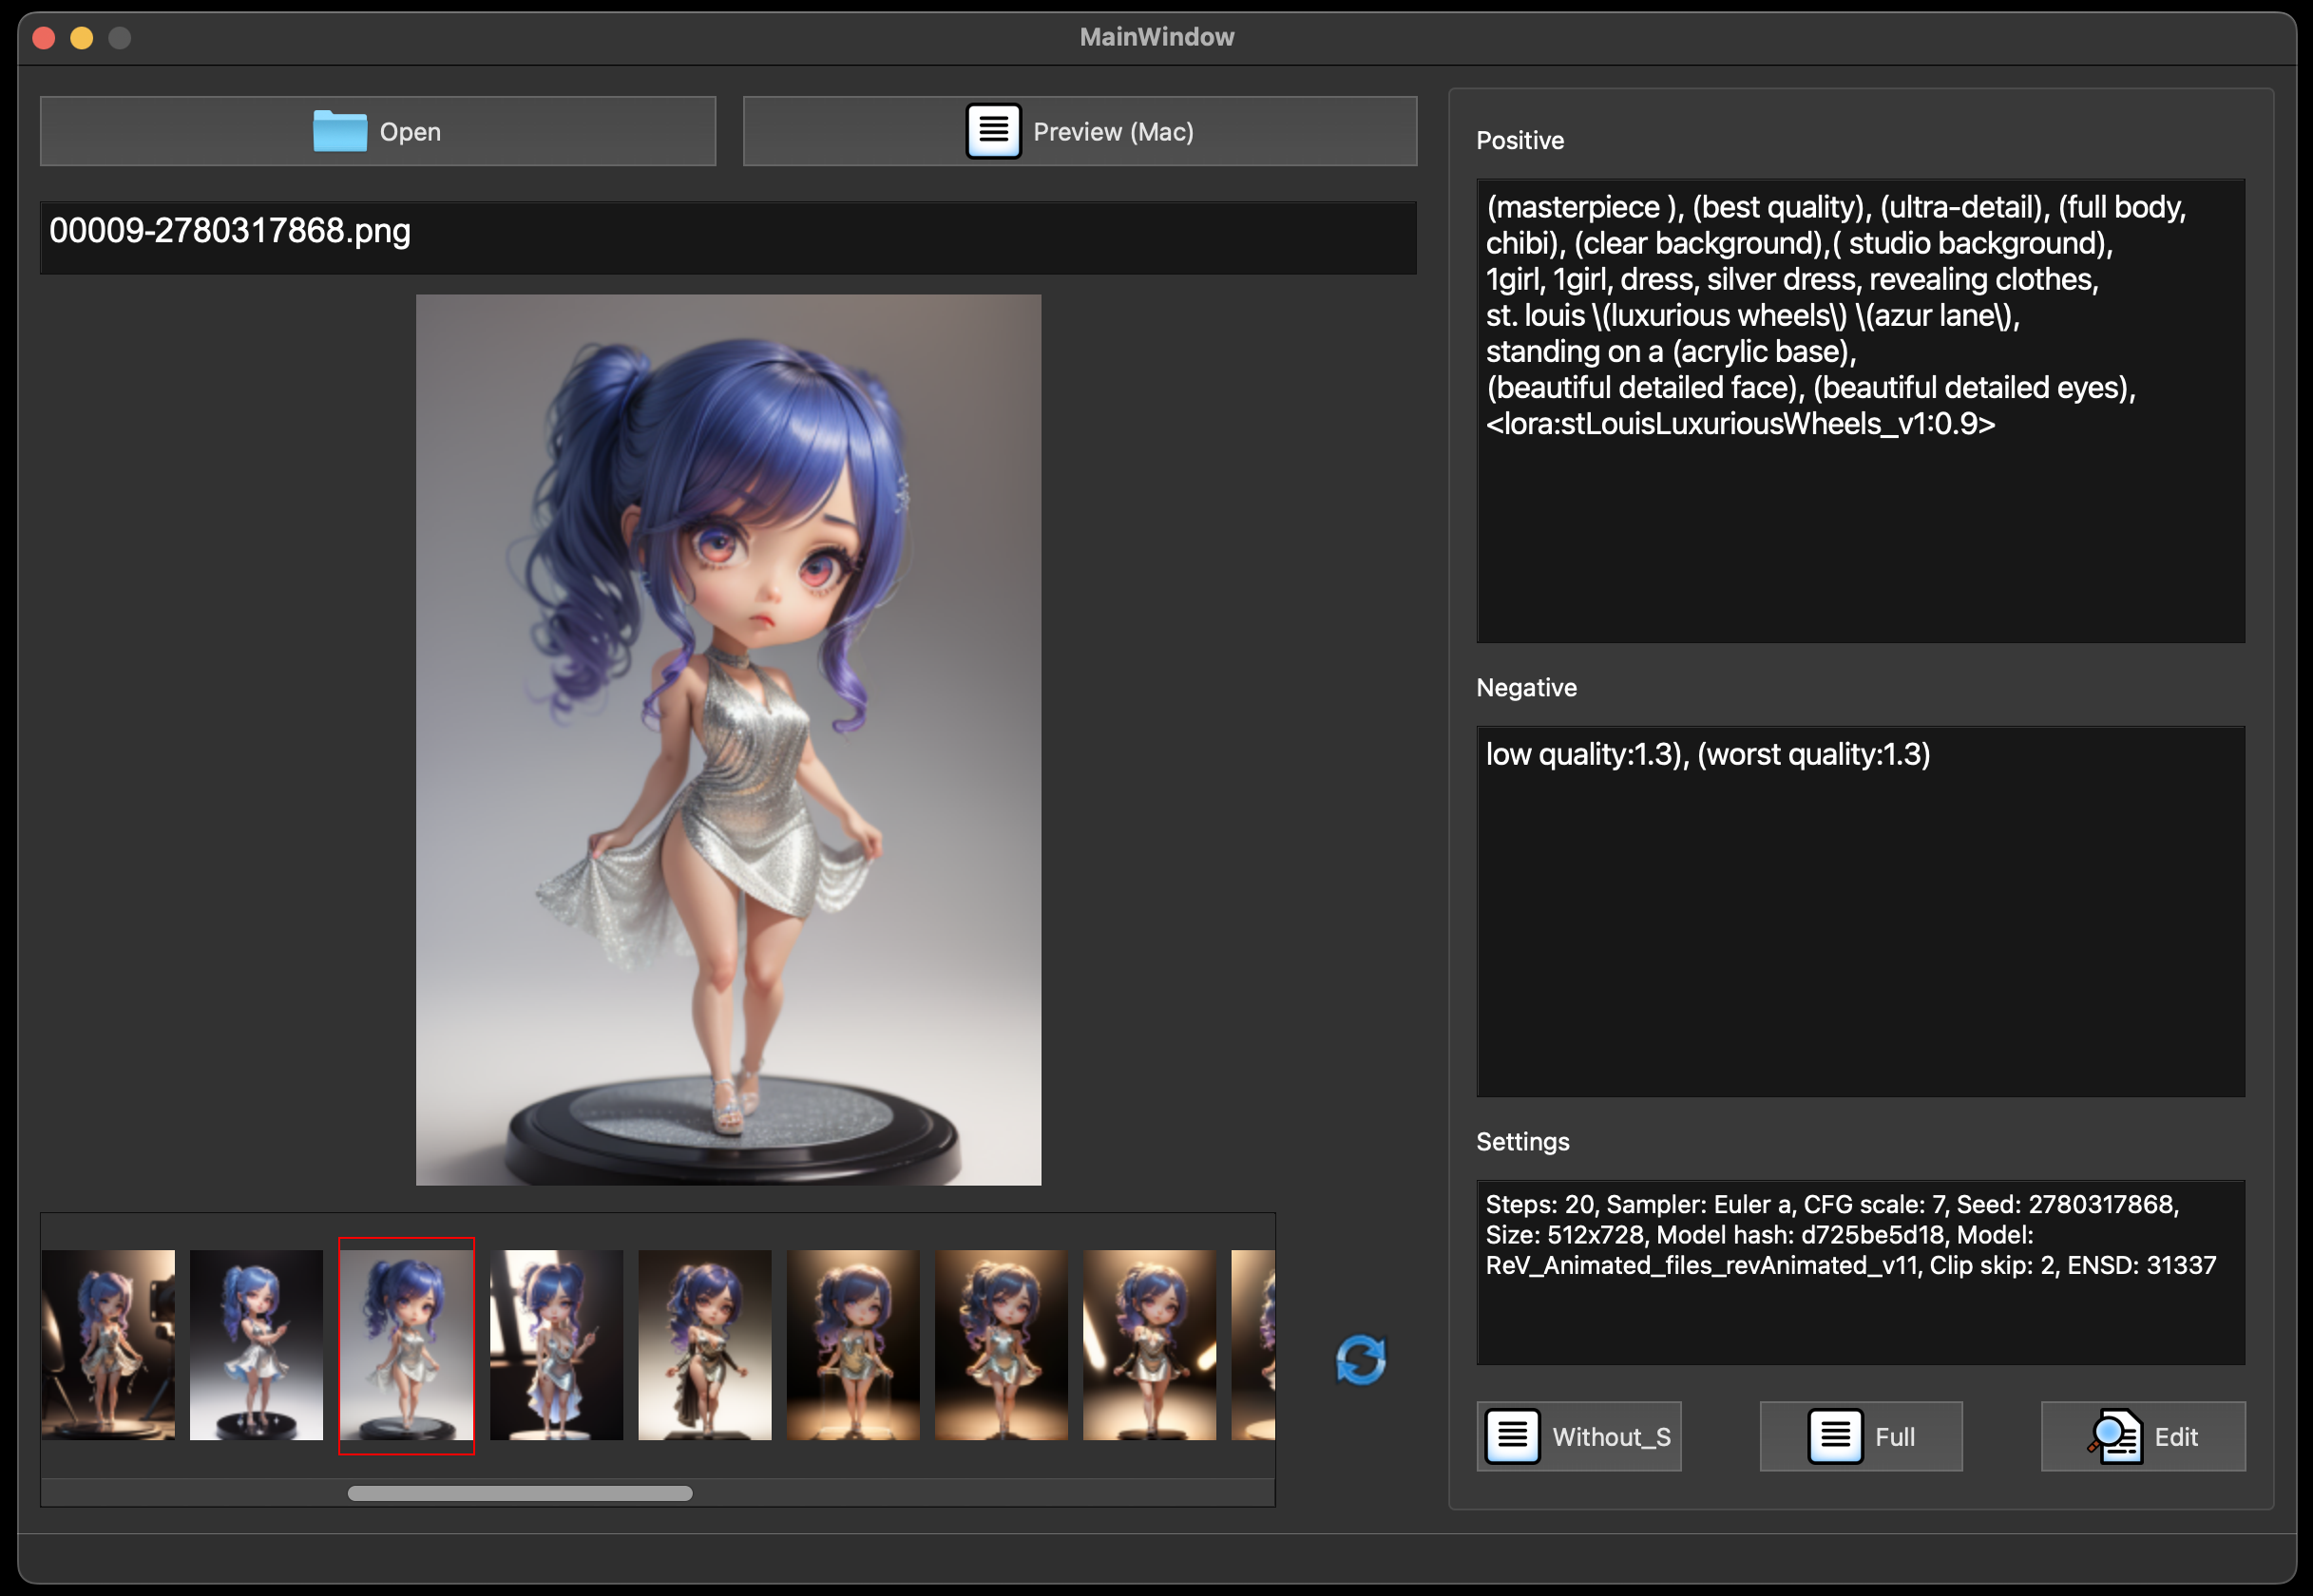 MainWindow
Open
Preview (Mac)
00009-2780317868.png
Positive
(masterpiece ), (best quality), (ultra-detail), (full body,
chibi), (clear background),( studio background),
1girl, 1girl, dress, silver dress, revealing clothes,
st. louis \(luxurious wheels\) \(azur lane\),
standing on a (acrylic base),
(beautiful detailed face), (beautiful detailed eyes),
<lora:stLouisLuxuriousWheels_v1:0.9>
Negative
low quality:1.3), (worst quality:1.3)
Settings
Steps: 20, Sampler: Euler a, CFG scale: 7, Seed: 2780317868,
Size: 512x728, Model hash: d725be5d18, Model:
ReV_Animated_files_revAnimated_v11, Clip skip: 2, ENSD: 31337
Without_S
Full
Edit